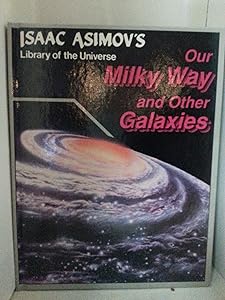 ISAAC ASIMOV'S
Library of the Universe
Our
Milky Way
and Other
Galaxies